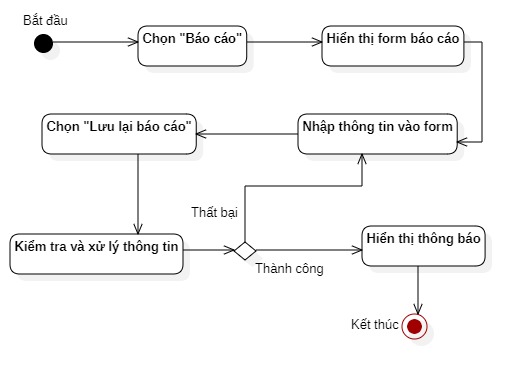 Bắt đầu
Chọn "Báo cáo"
Hiển thị form báo cáo
Nhập thông tin vào form
Chọn "Lưu lại báo cáo"
Kiểm tra và xử lý thông tin
Thất bại
Thành công
Hiển thị thông báo
Kết thúc